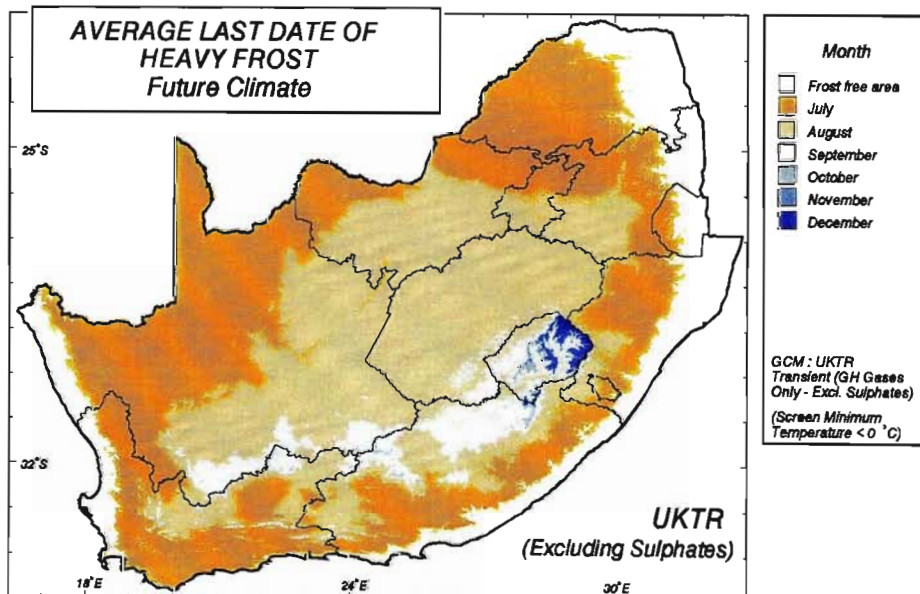 AVERAGE LAST DATE OF
HEAVY FROST
Future Climate
Month
Frost free area
July
August
September
October
November
December
25°S
GCM : UKTR
Transient (GH Gases
Only - Excl. Sulphates)
(Screen Minimum
Temperature < 0 °C)
22°S
UKTR
(Excluding Sulphates)
18°E
24°E
30°E